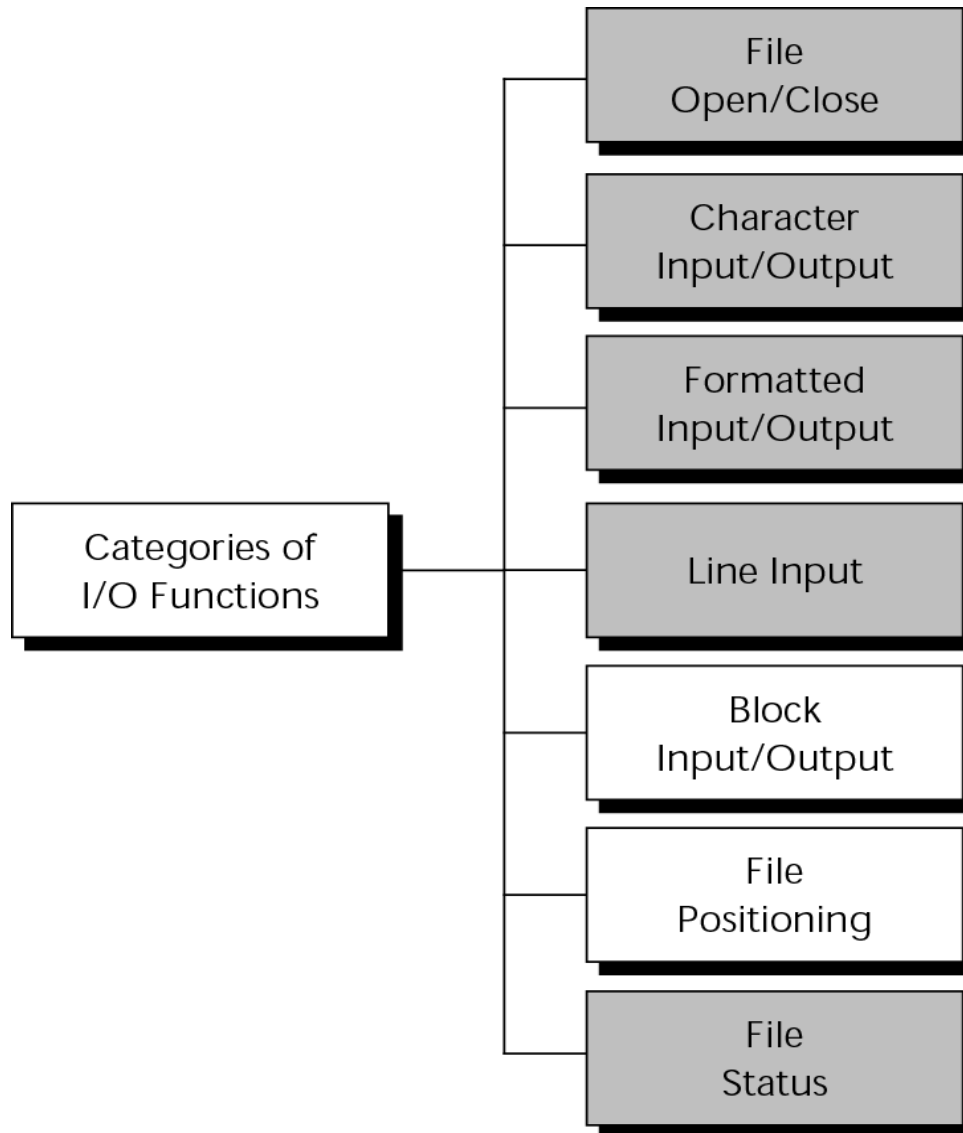 File
Open/Close
Character
Input/Output
Formatted
Input/Output
Categories of
I/O Functions
Line Input
Block
Input/Output
File
Positioning
File
Status